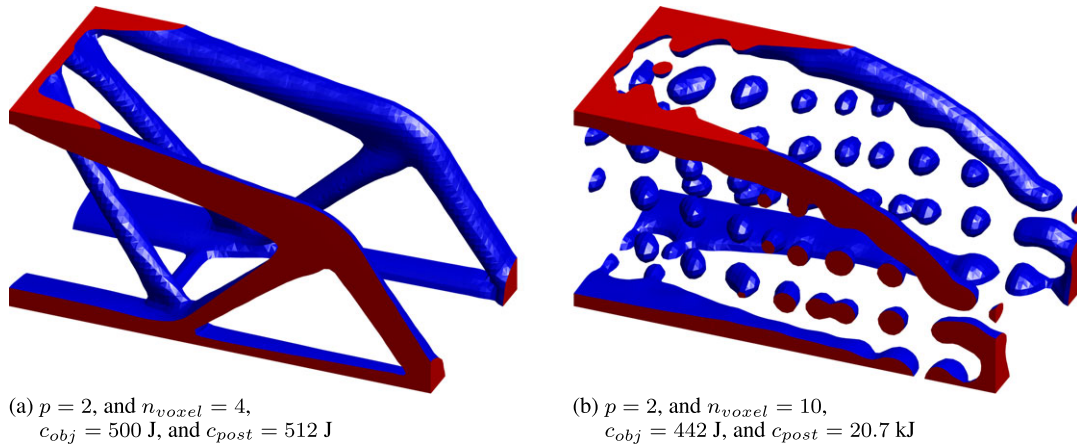 (a) p = 2, and n_voxel = 4,
c_obj = 500 J, and c_post = 512 J
(b) p = 2, and n_voxel = 10,
c_obj = 442 J, and c_post = 20.7 kJ